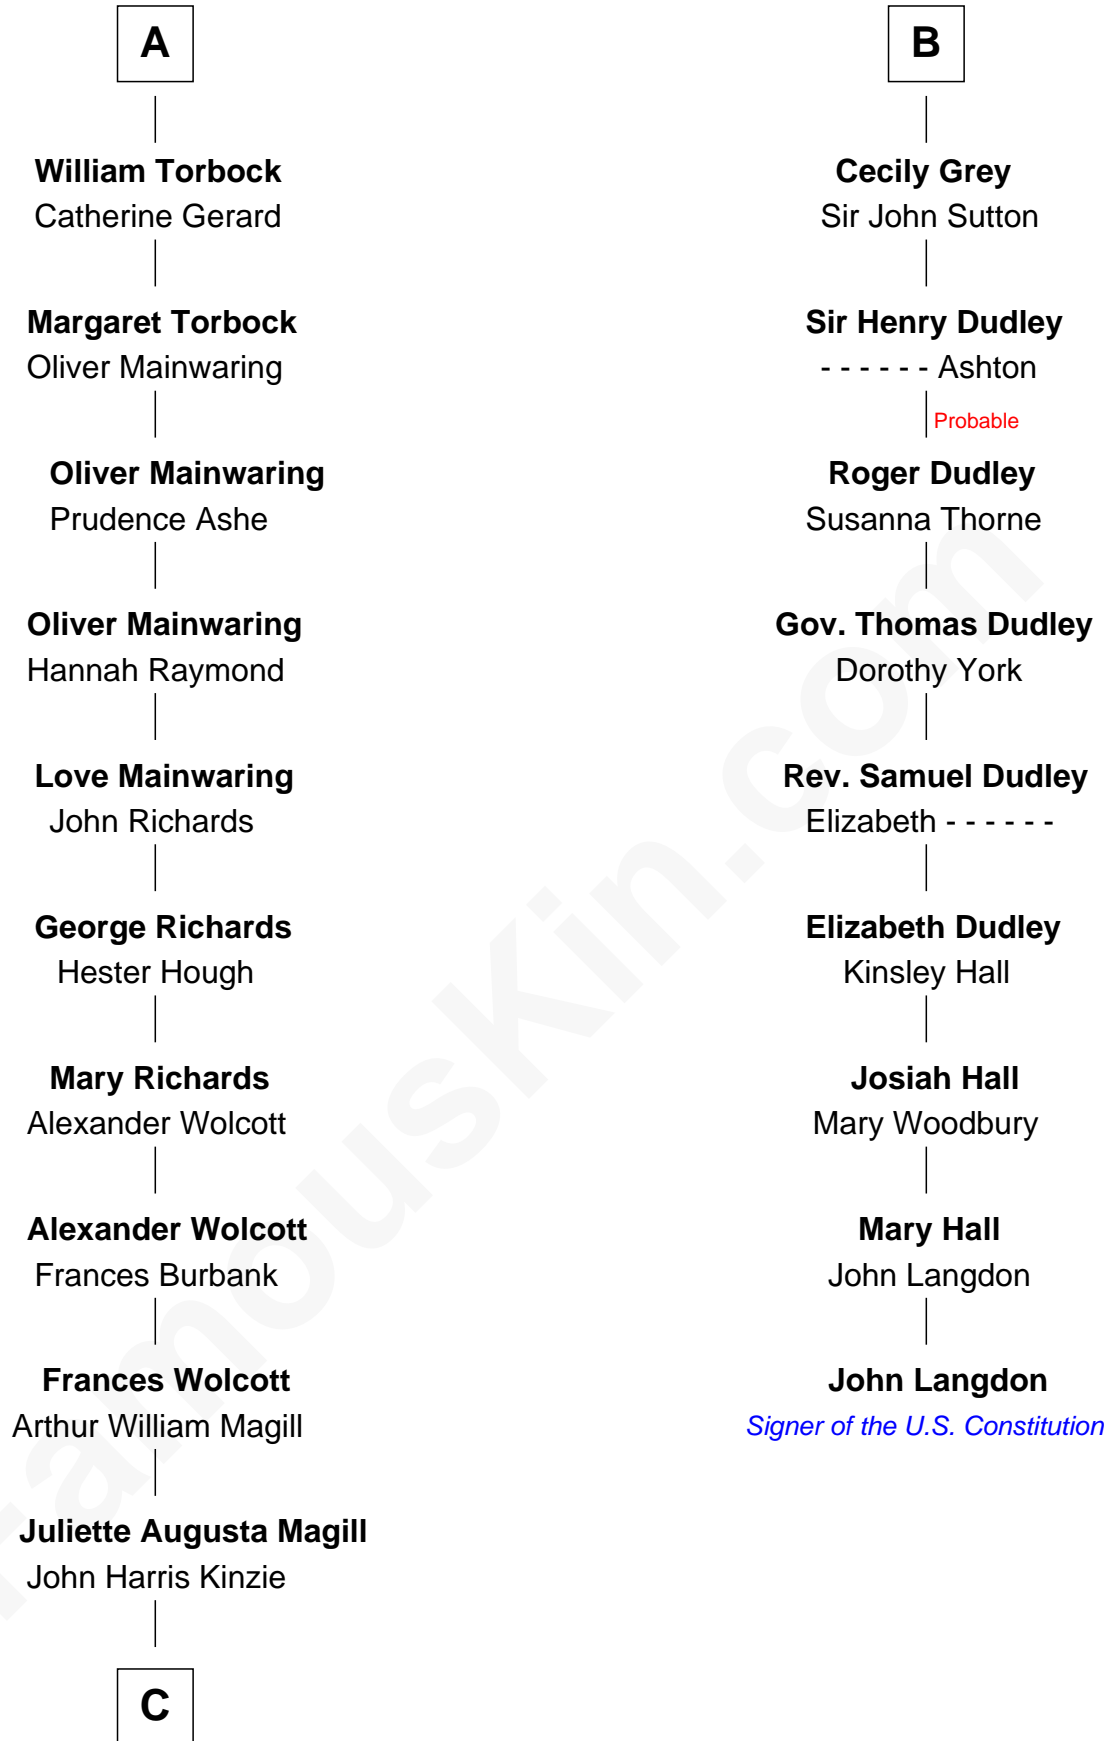 A
William Torbock
Catherine Gerard
Margaret Torbock
Oliver Mainwaring
Oliver Mainwaring
Prudence Ashe
Oliver Mainwaring
Hannah Raymond
Love Mainwaring
John Richards
George Richards
Hester Hough
Mary Richards
Alexander Wolcott
Alexander Wolcott
Frances Burbank
Frances Wolcott
Arthur William Magill
Juliette Augusta Magill
John Harris Kinzie
C
B
Cecily Grey
Sir John Sutton
Sir Henry Dudley
- - - - - - Ashton
Probable
Roger Dudley
Susanna Thorne
Gov. Thomas Dudley
Dorothy York
Rev. Samuel Dudley
Elizabeth - - - - - -
Elizabeth Dudley
Kinsley Hall
Josiah Hall
Mary Woodbury
Mary Hall
John Langdon
John Langdon
Signer of the U.S. Constitution
FamousKin.com